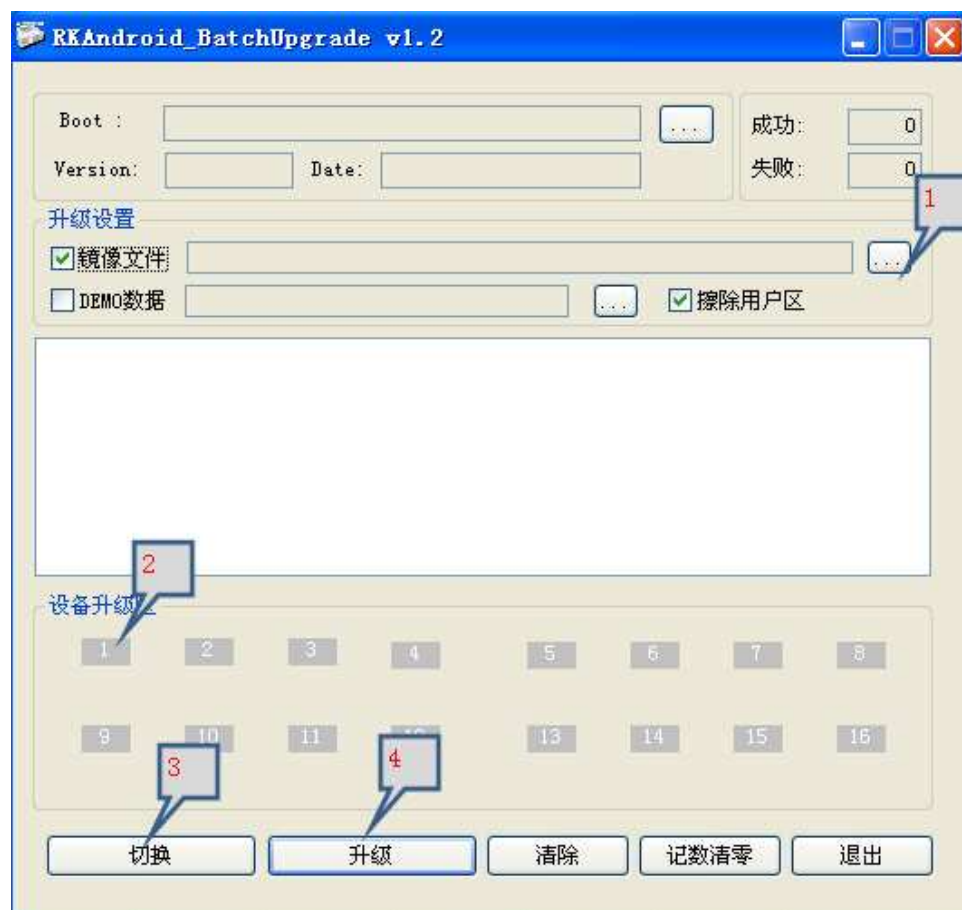 RKAndroid_BatchUpgrade v1.2
Boot :
...
成功:
0
Version:
Date:
失败:
0
1
升级设置
镜像文件
...
DEMO数据
...
擦除用户区
2
设备升级
1 2 3 4 5 6 7 8
9 10 11 12 13 14 15 16
3
4
切换
升级
清除
记数清零
退出